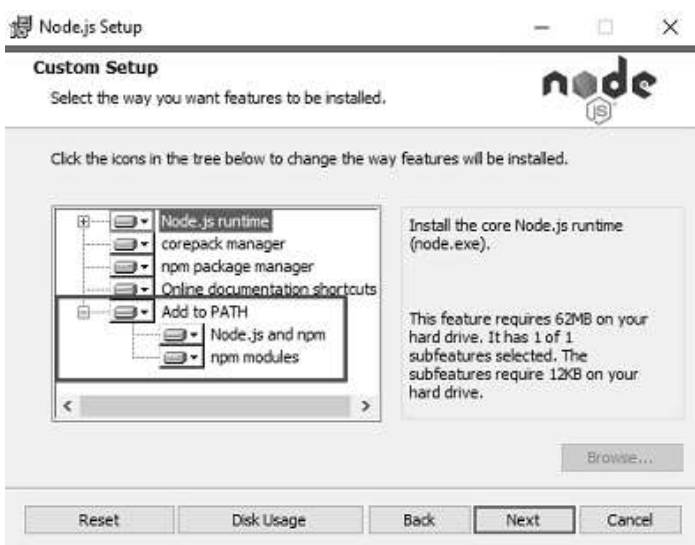 Node.js Setup
Custom Setup
Select the way you want features to be installed.
node
JS
Click the icons in the tree below to change the way features will be installed.
Node.js runtime
corepack manager
npm package manager
Online documentation shortcuts
Add to PATH
Node.js and npm
npm modules
Install the core Node.js runtime
(node.exe).
This feature requires 62MB on your
hard drive. It has 1 of 1
subfeatures selected. The
subfeatures require 12KB on your
hard drive.
Browse...
Reset
Disk Usage
Back
Next
Cancel